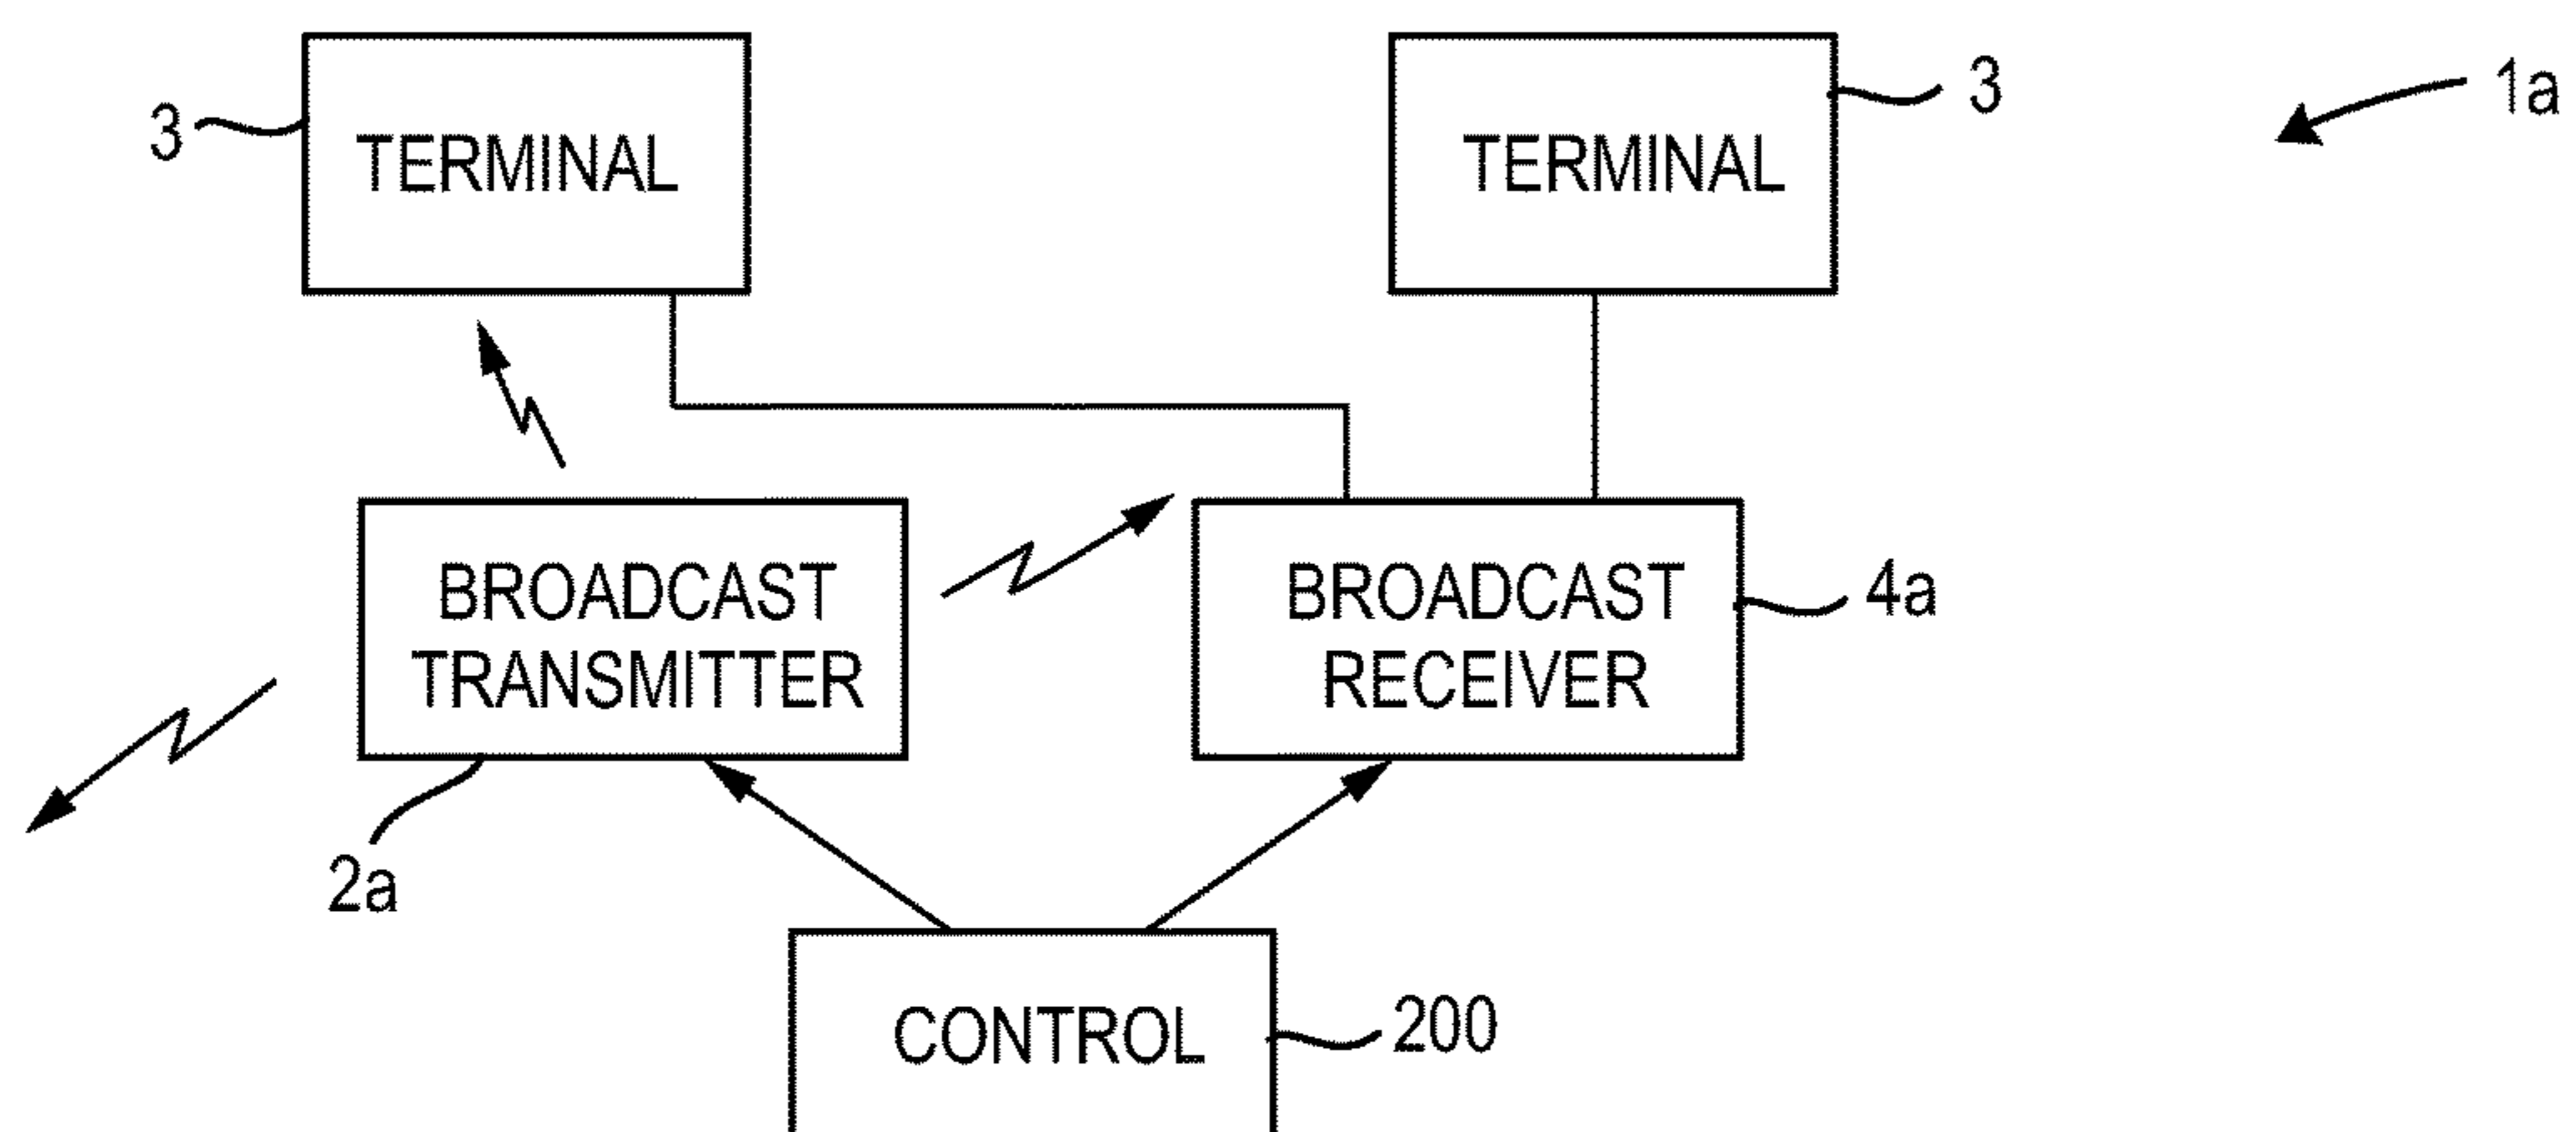 3
TERMINAL
TERMINAL
3
1a
BROADCAST
TRANSMITTER
2a
BROADCAST
RECEIVER
4a
CONTROL
200